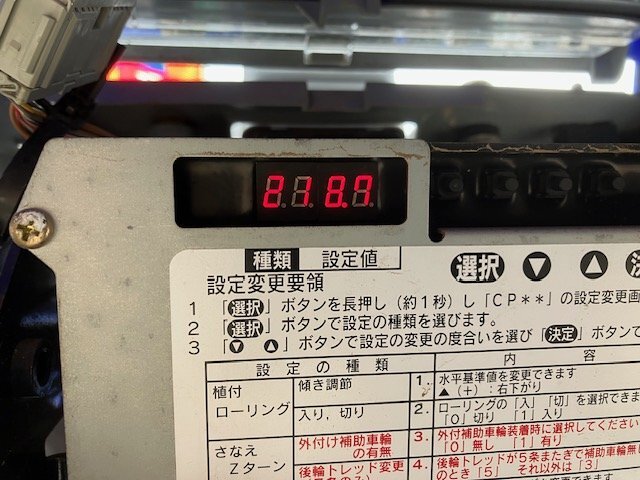 2187
種類 設定値
設定変更要領 選択 ▼ ▲
1 「選択」ボタンを長押し（約1秒）し「CP＊＊」の設定変更画
2 「選択」ボタンで設定の種類を選びます。
3 「▼ ▲」ボタンで設定の変更の度合いを選び「決定」ボタンで
設定の種類 内容
植付ローリング 傾き調節 1. 水平基準値を変更できます
▲（+）：右下がり
入り，切り 2. ローリングの「入」「切」を選択できま
「0」切り 「1」入り
さなえZターン 外付け補助車輪の有無 3. 外付補助車輪装着時に選択してください
「0」無し 「1」有り
後輪トレッド変更 4. 後輪トレッドが5条またぎで補助車輪無
のとき「5」 それ以外は「3」